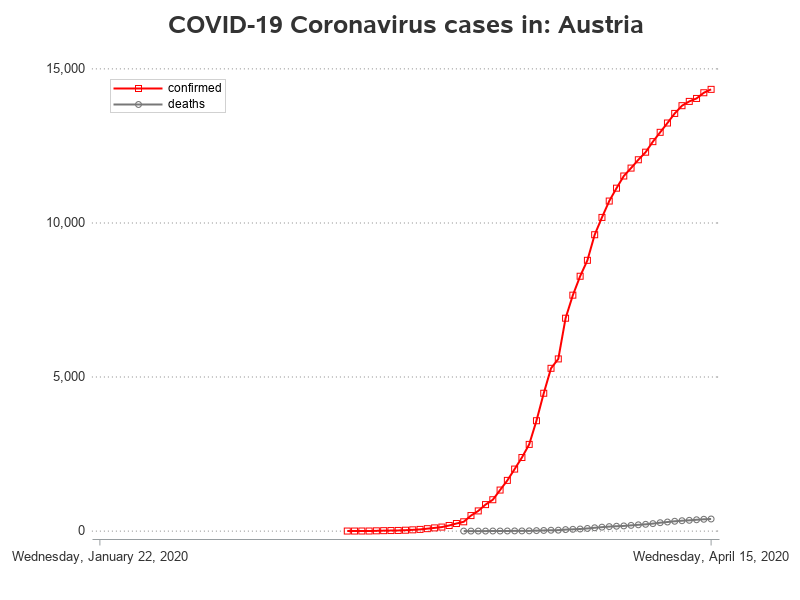 COVID-19 Coronavirus cases in: Austria
15,000
confirmed
deaths
10,000
5,000
0
Wednesday, January 22, 2020
Wednesday, April 15, 2020